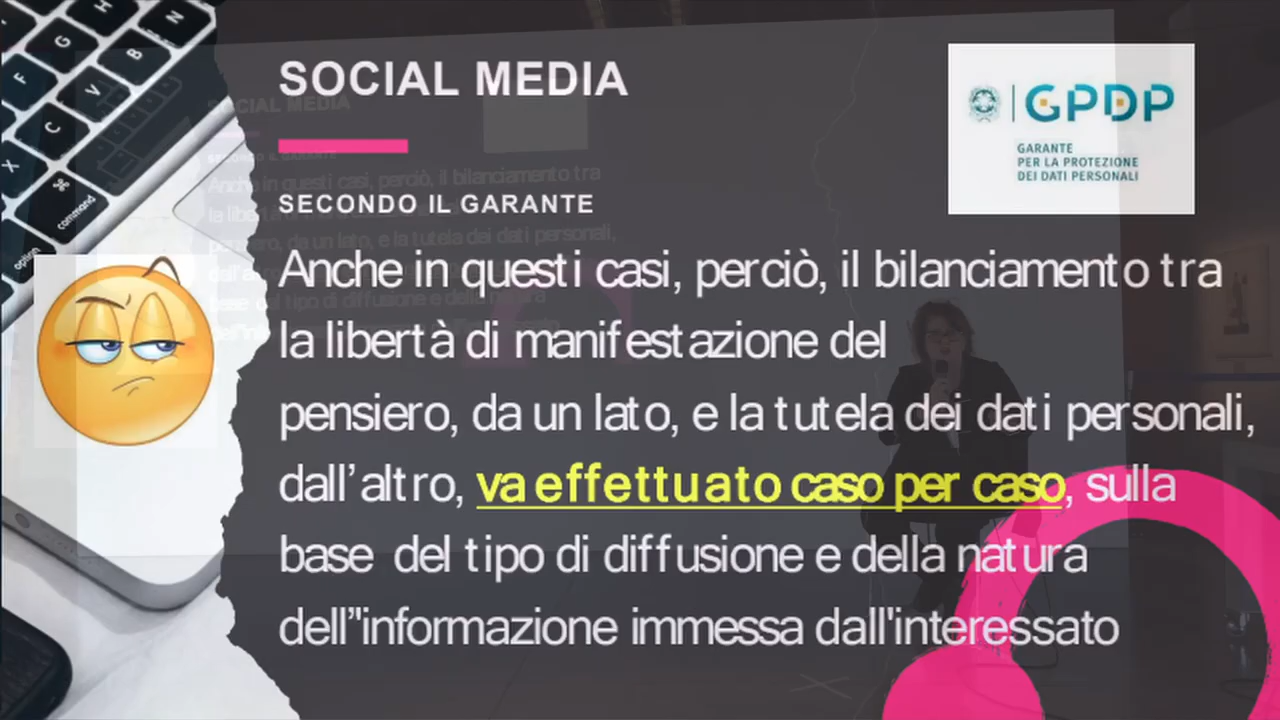 SOCIAL MEDIA
GPDP
GARANTE
PER LA PROTEZIONE
DEI DATI PERSONALI
SECONDO IL GARANTE
Anche in questi casi, perciò, il bilanciamento tra
la libertà di manifestazione del
pensiero, da un lato, e la tutela dei dati personali,
dall’altro, va effettuato caso per caso, sulla
base del tipo di diffusione e della natura
dell’’informazione immessa dall'interessato
N
G
B
F
V
C
X
⌘
command
option